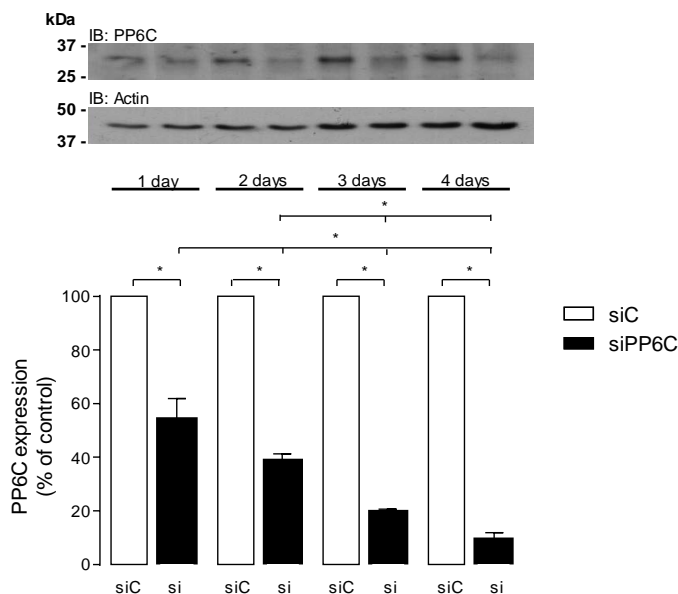 kDa
IB: PP6C
37 -
25 -
IB: Actin
50 -
37 -
1 day 2 days 3 days 4 days
*
*
* * * *
100
80
60
40
20
0
PP6C expression
(% of control)
siC si siC si siC si siC si
siC
siPP6C